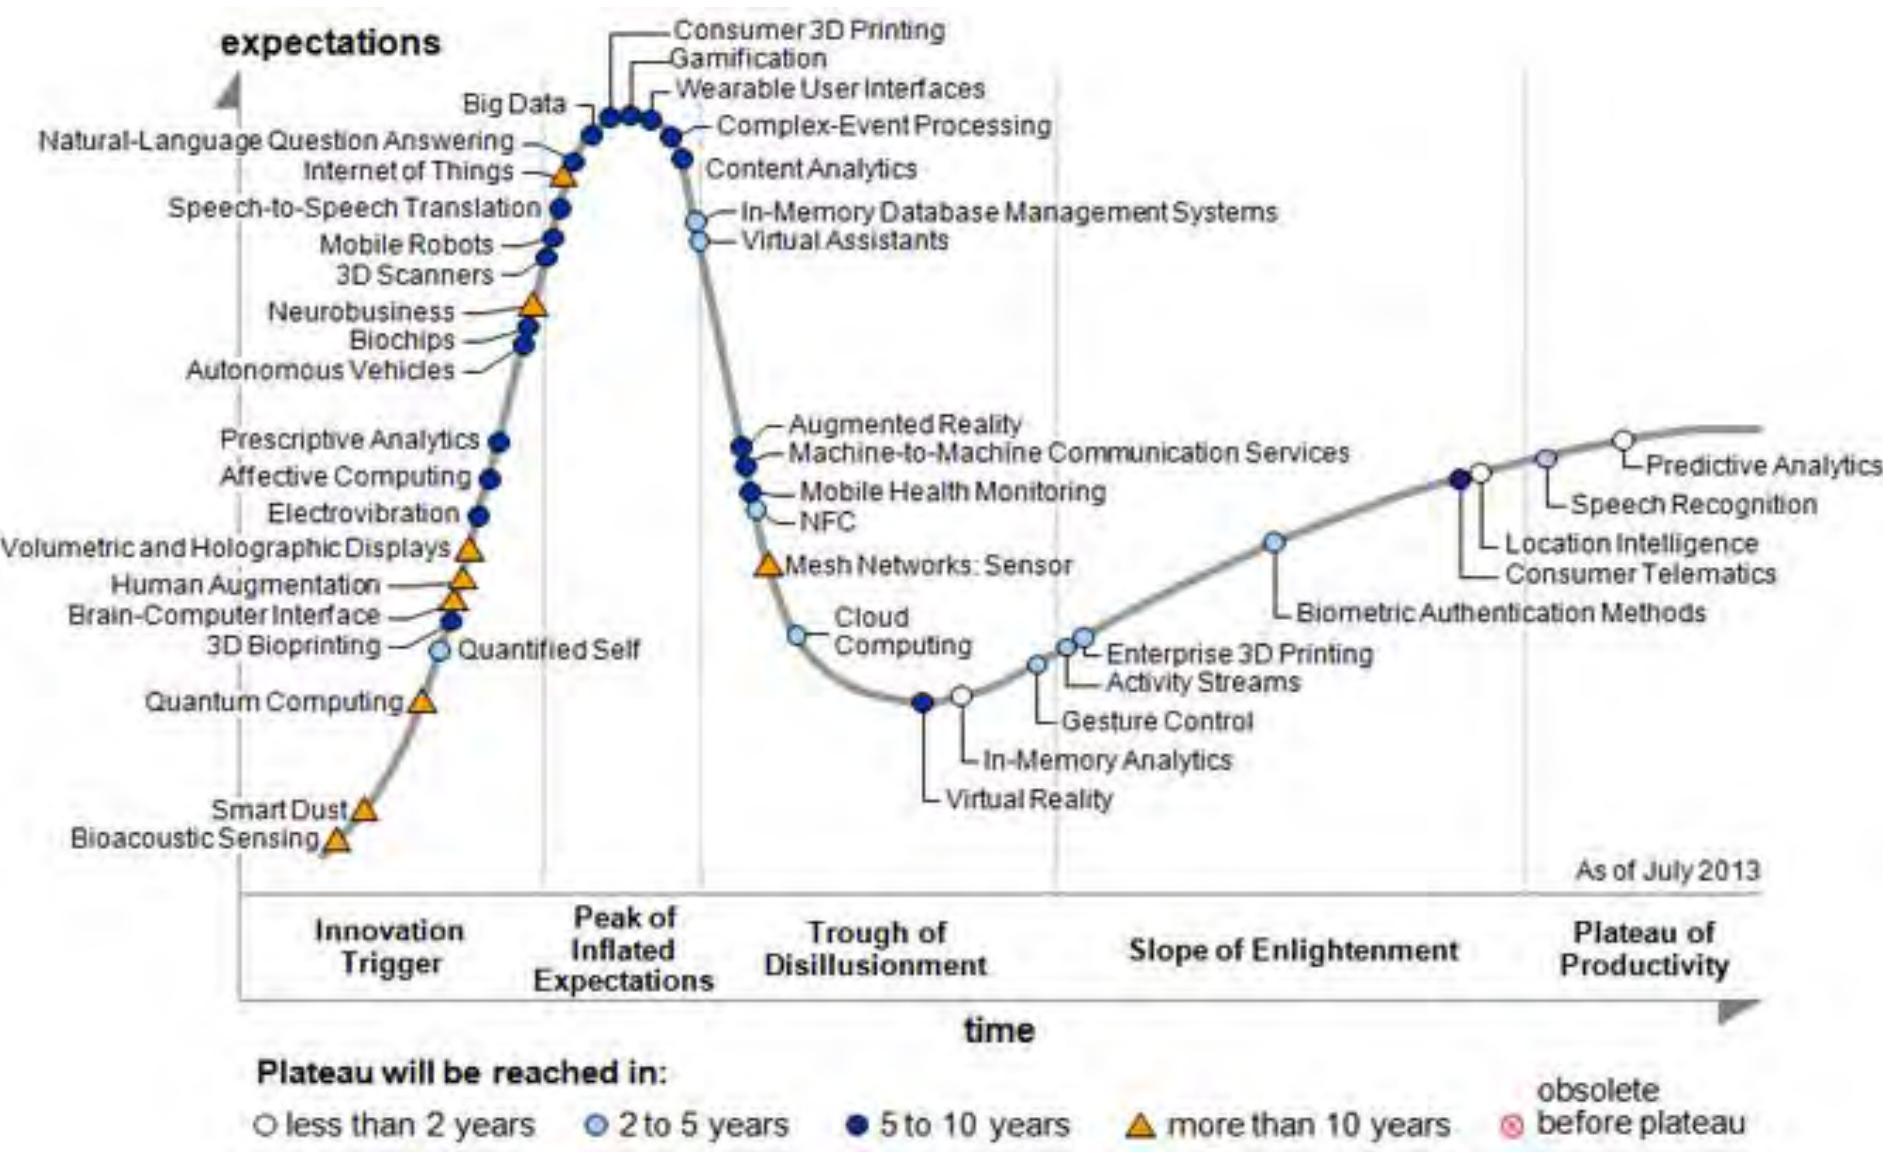 expectations
Consumer 3D Printing
Gamification
Wearable User Interfaces
Big Data
Complex-Event Processing
Natural-Language Question Answering
Content Analytics
Internet of Things
Speech-to-Speech Translation
In-Memory Database Management Systems
Mobile Robots
Virtual Assistants
3D Scanners
Neurobusiness
Biochips
Autonomous Vehicles
Augmented Reality
Prescriptive Analytics
Machine-to-Machine Communication Services
Affective Computing
Mobile Health Monitoring
Electrovibration
NFC
Volumetric and Holographic Displays
Mesh Networks: Sensor
Human Augmentation
Brain-Computer Interface
3D Bioprinting
Quantified Self
Cloud
Computing
Quantum Computing
Predictive Analytics
Speech Recognition
Location Intelligence
Consumer Telematics
Biometric Authentication Methods
Enterprise 3D Printing
Activity Streams
Gesture Control
In-Memory Analytics
Virtual Reality
Smart Dust
Bioacoustic Sensing
As of July 2013
Innovation
Trigger
Peak of
Inflated
Expectations
Trough of
Disillusionment
Slope of Enlightenment
Plateau of
Productivity
time
Plateau will be reached in:
less than 2 years
2 to 5 years
5 to 10 years
more than 10 years
obsolete
before plateau